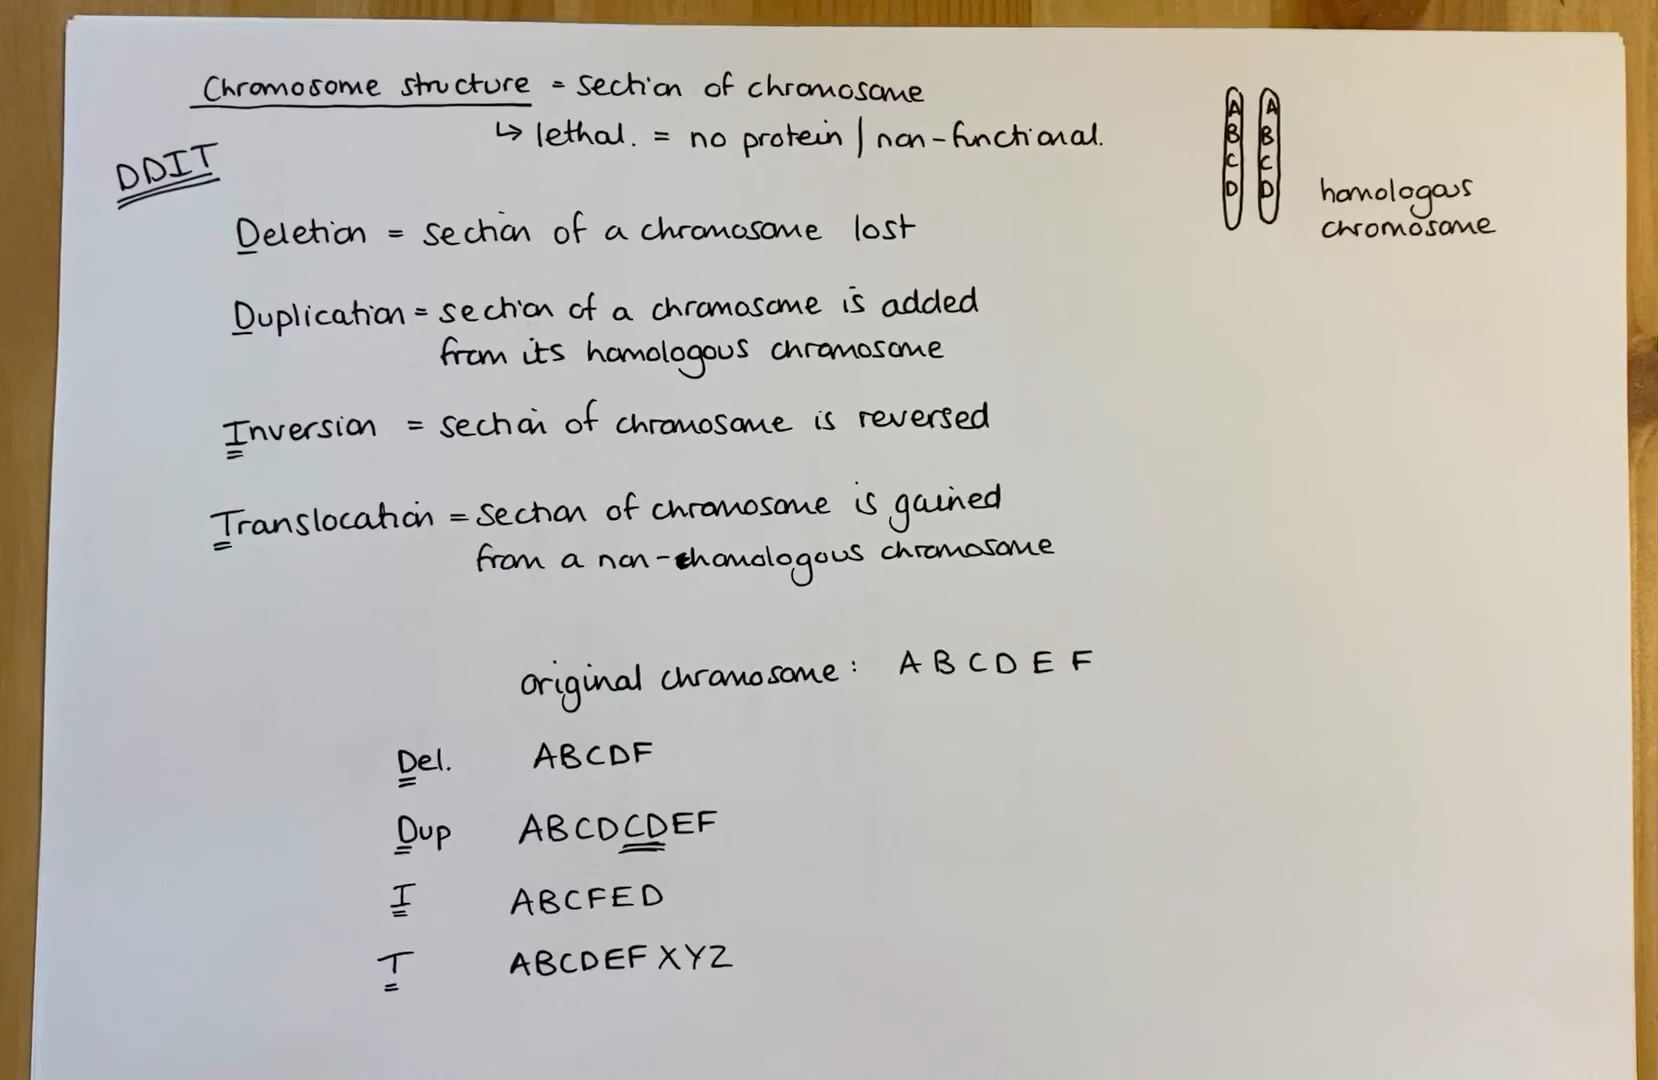 Chromosome structure = section of chromosome
↳ lethal. = no protein / non-functional.
DDIT
A A
B B
C C
D D
homologous
chromosome
Deletion = section of a chromosome lost
Duplication = section of a chromosome is added
from its homologous chromosome
Inversion = section of chromosome is reversed
Translocation = section of chromosome is gained
from a non-homologous chromosome
original chromosome: A B C D E F
Del. ABCDF
Dup ABCDCDEF
I ABCFED
T ABCDEF XYZ